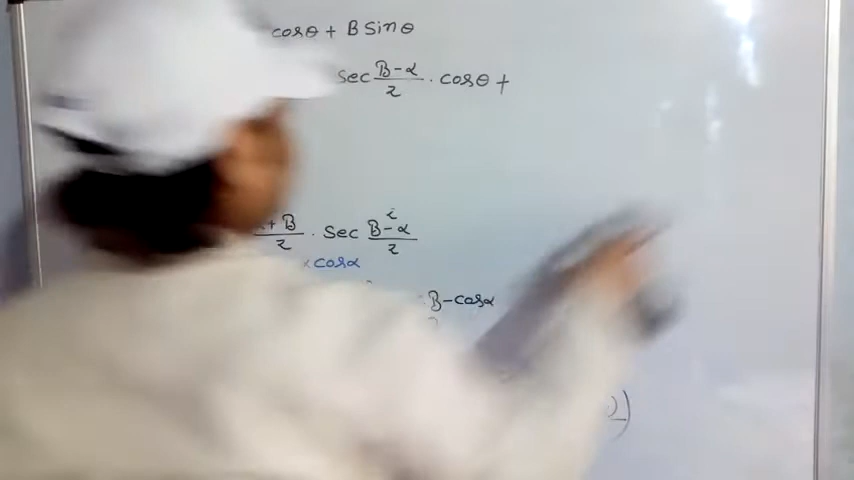 cosθ + B sinθ
sec B-α/2 · cosθ +
+ B/2 · sec B-α/2
cosα
B-cosα
)